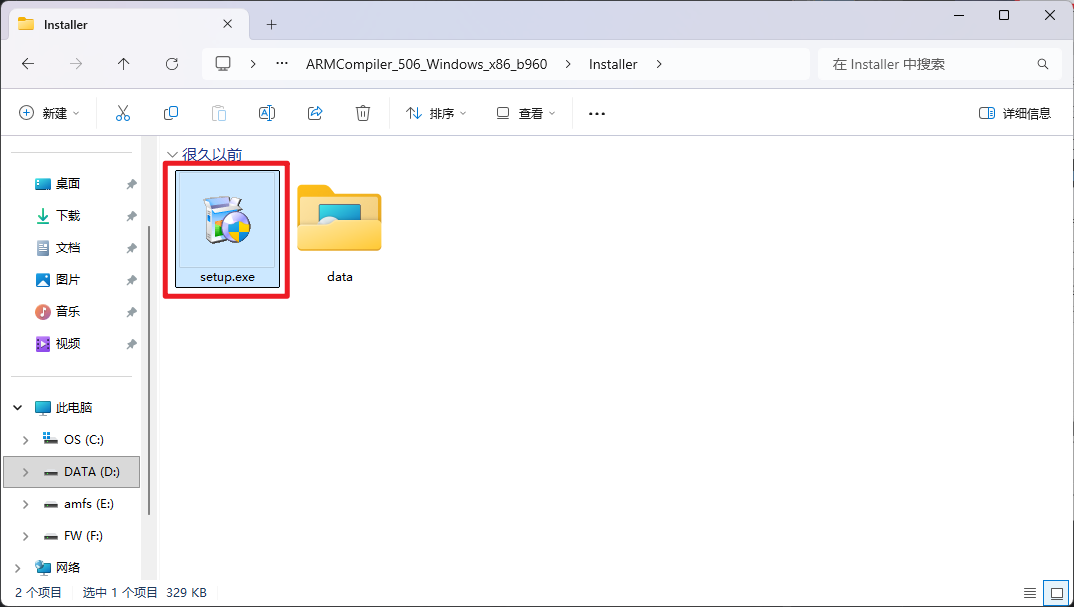 Installer
ARMCompiler_506_Windows_x86_b960
Installer
在 Installer 中搜索
新建
排序
查看
详细信息
很久以前
setup.exe
data
桌面
下载
文档
图片
音乐
视频
此电脑
OS (C:)
DATA (D:)
amfs (E:)
FW (F:)
网络
2 个项目
选中 1 个项目 329 KB